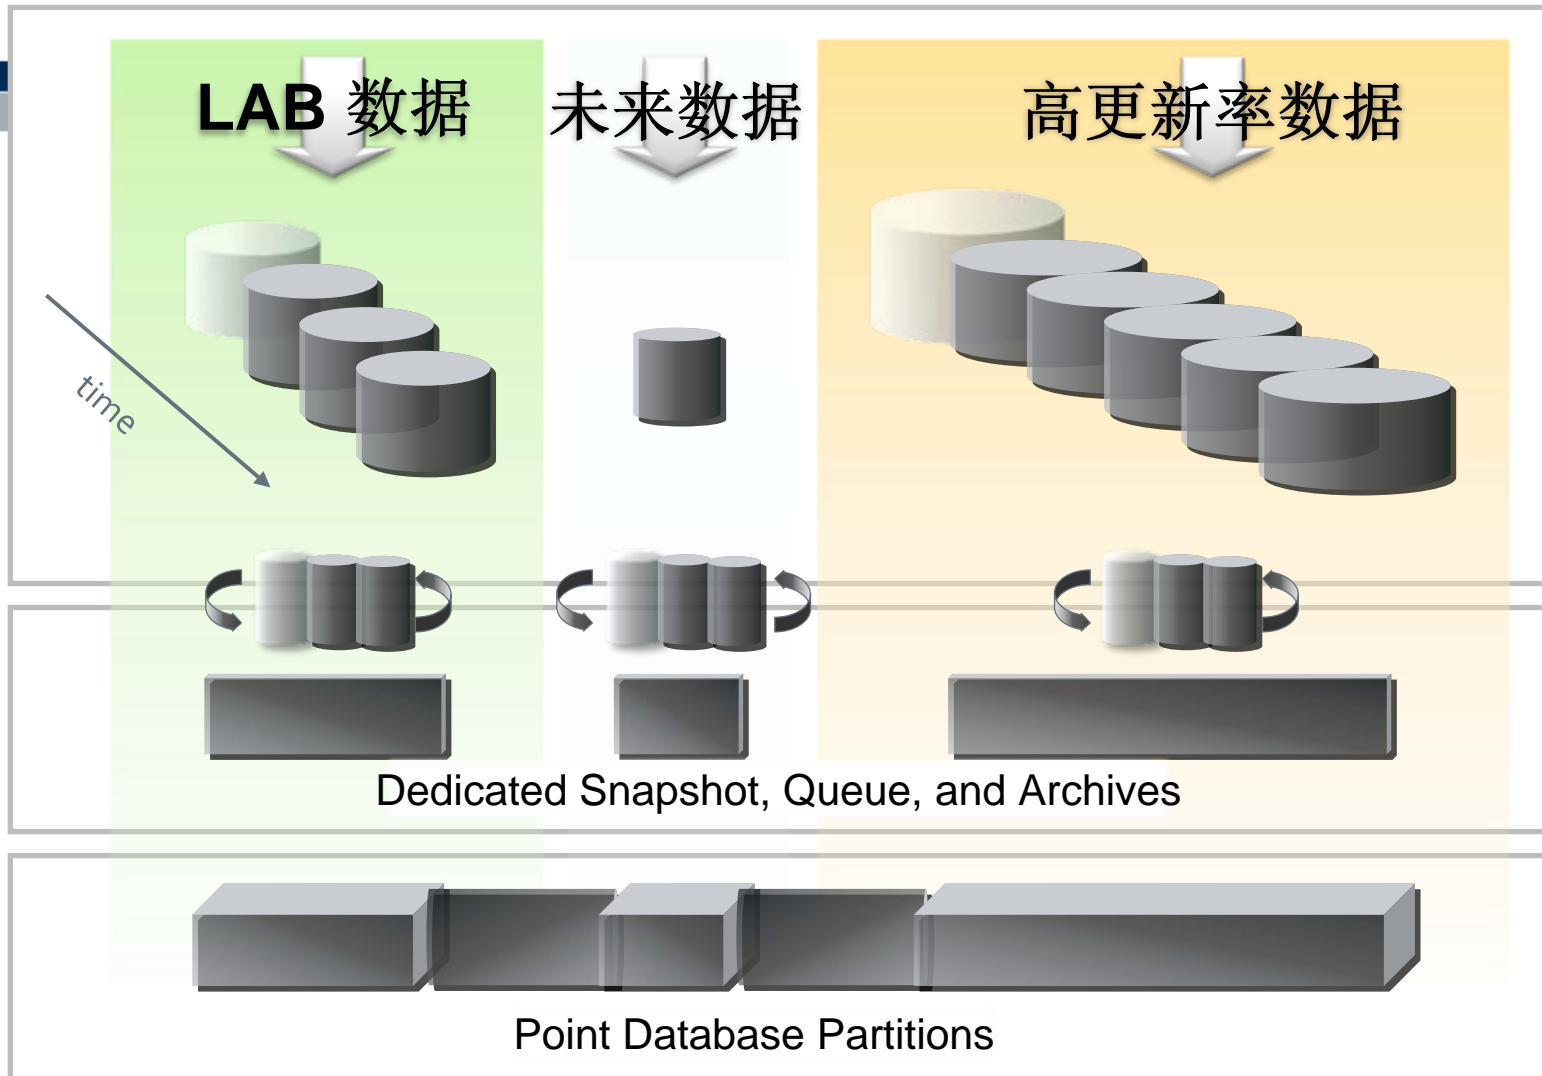 LAB 数据
未来数据
高更新率数据
time
Dedicated Snapshot, Queue, and Archives
Point Database Partitions